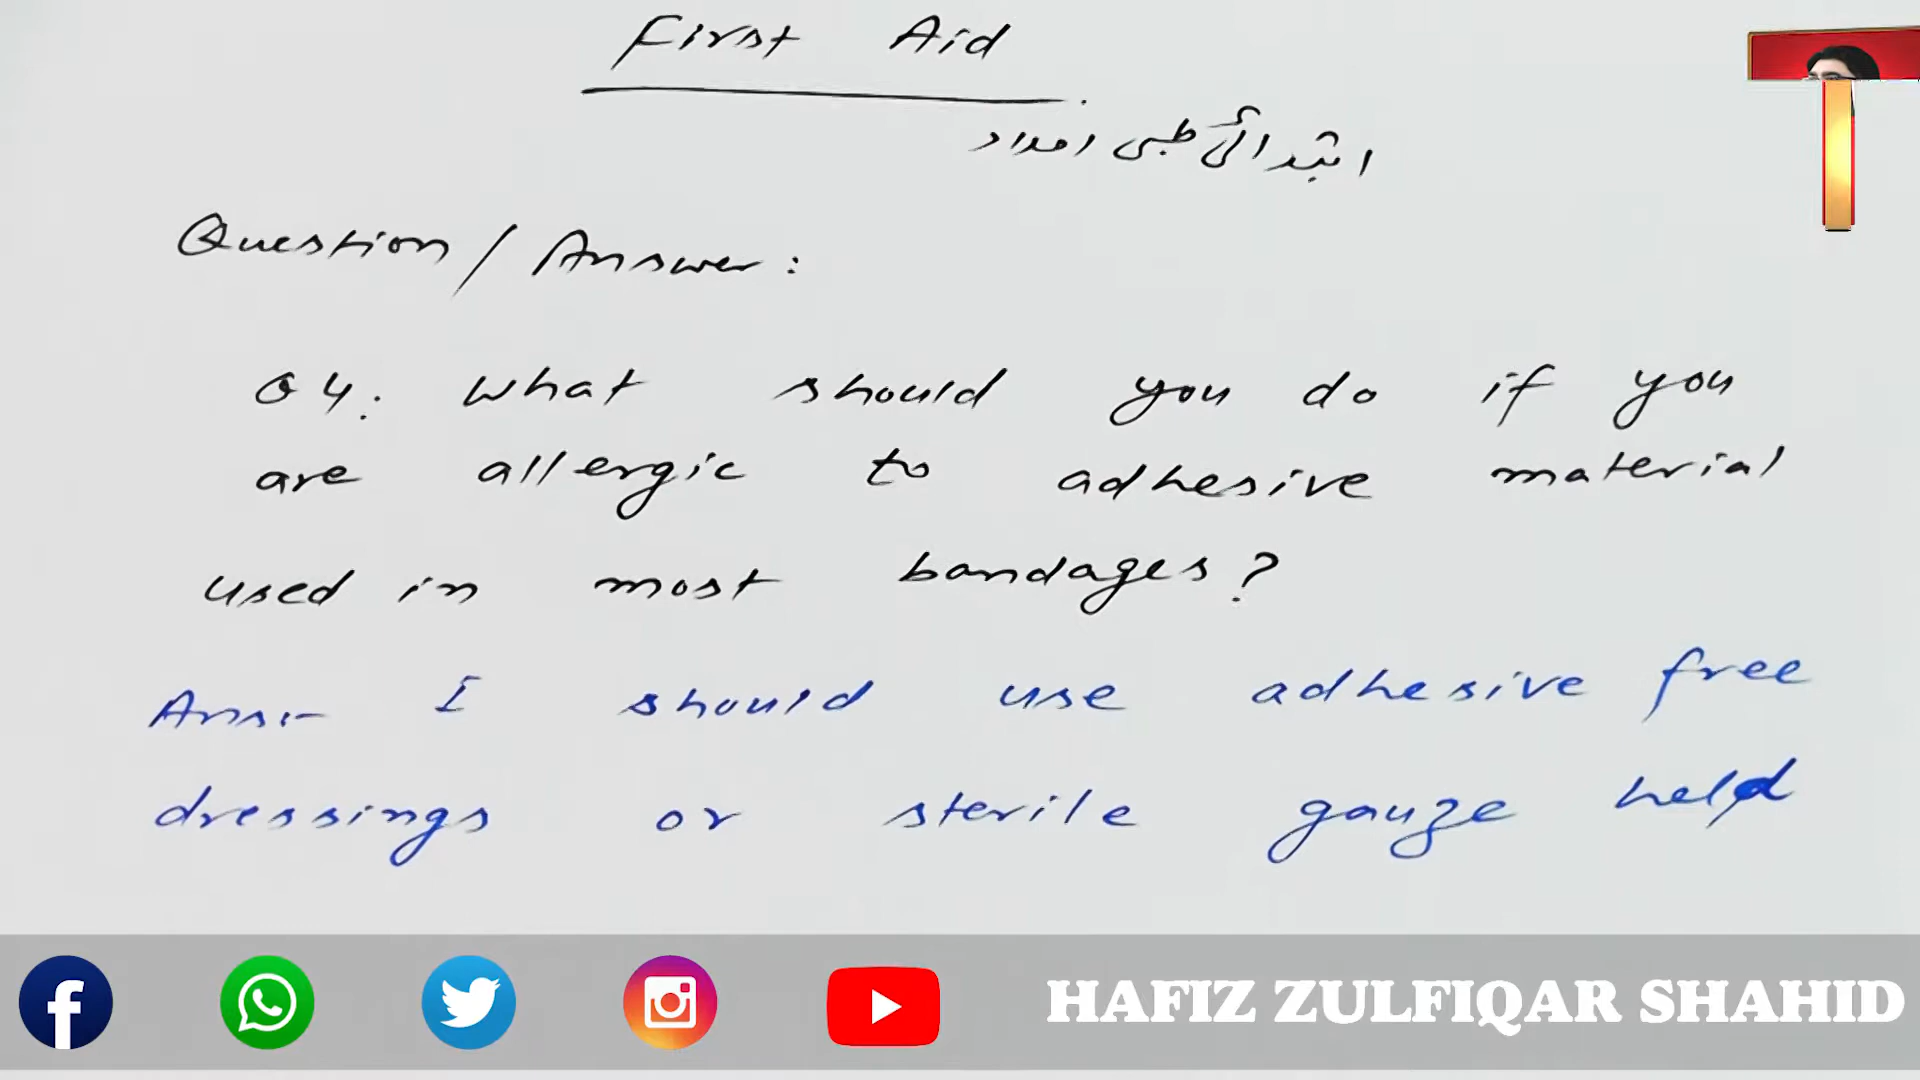 First Aid
ابتدائی طبی امداد
Question / Answer :
Q4: What should you do if you
are allergic to adhesive material
used in most bandages?
Ans:- I should use adhesive free
dressings or sterile gauze held
HAFIZ ZULFIQAR SHAHID